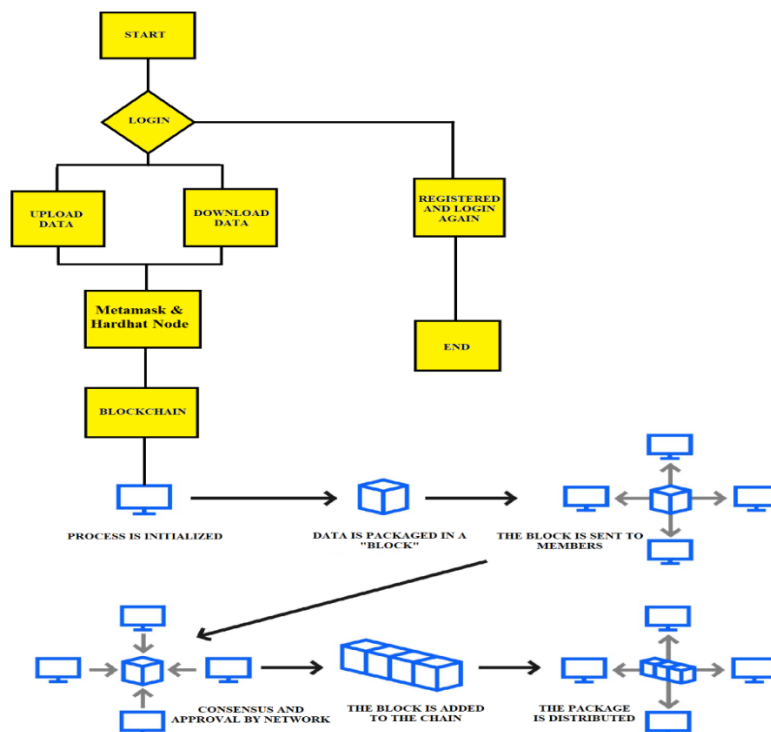 START
LOGIN
UPLOAD
DATA
DOWNLOAD
DATA
REGISTERED
AND LOGIN
AGAIN
Metamask &
Hardhat Node
END
BLOCKCHAIN
PROCESS IS INITIALIZED
DATA IS PACKAGED IN A
"BLOCK"
THE BLOCK IS SENT TO
MEMBERS
CONSENSUS AND
APPROVAL BY NETWORK
THE BLOCK IS ADDED
TO THE CHAIN
THE PACKAGE
IS DISTRIBUTED